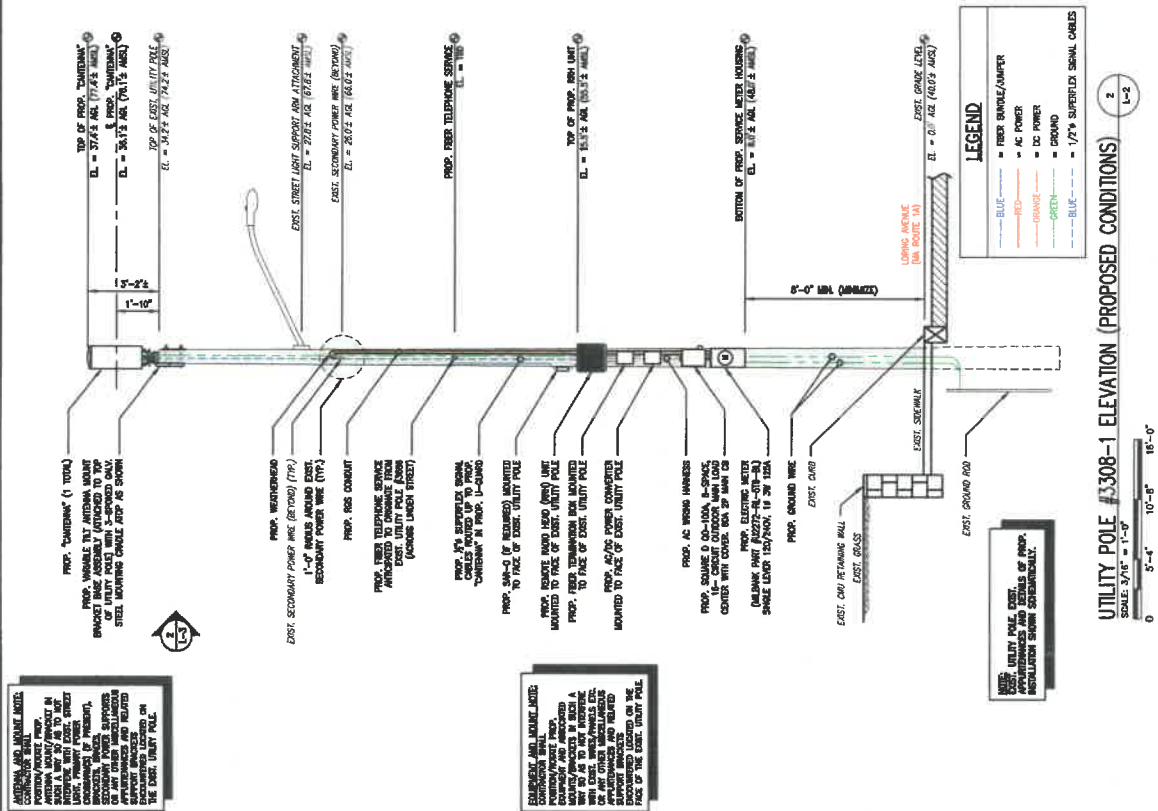 ANTENNA AND MOUNT NOTE:
CONTRACTOR SHALL
POSITION/ROTATE PROP.
ANTENNA MOUNT/BRACKET IN
SUCH A WAY SO AS TO NOT
INTERFERE WITH EXIST. STREET
LIGHT, PRIMARY POWER
CROSSARM(S) (IF PRESENT),
BRACKETS, BRACES,
SECONDARY POWER SUPPORTS
OR ANY OTHER MISCELLANEOUS
APPURTENANCES AND RELATED
SUPPORT BRACKETS
ENCOUNTERED LOCATED ON
THE EXIST. UTILITY POLE.
EQUIPMENT AND MOUNT NOTE:
CONTRACTOR SHALL
POSITION/ROTATE PROP.
EQUIPMENT AND ASSOCIATED
MOUNTS/BRACKETS IN SUCH A
WAY SO AS TO NOT INTERFERE
WITH EXIST. WIRES/PANELS ETC.
OR ANY OTHER MISCELLANEOUS
APPURTENANCES AND RELATED
SUPPORT BRACKETS
ENCOUNTERED LOCATED ON THE
FACE OF THE EXIST. UTILITY POLE.
2
L-3
PROP. "CANTENNA" (1 TOTAL)
PROP. VARIABLE TILT ANTENNA MOUNT
BRACKET BASE ASSEMBLY (ATTACHED TO TOP
OF UTILITY POLE) WITH 3-SPOKED GALV.
STEEL MOUNTING CRADLE ATOP AS SHOWN
PROP. WEATHERHEAD
EXIST. SECONDARY POWER WIRE (BEYOND) (TYP.)
1'-0" RADIUS AROUND EXIST.
SECONDARY POWER WIRE (TYP.)
PROP. RGS CONDUIT
PROP. FIBER TELEPHONE SERVICE
ANTICIPATED TO ORIGINATE FROM
EXIST. UTILITY POLE
(ACROSS LINDEN STREET)
PROP. ½"ø SUPERFLEX SIGNAL
CABLES ROUTED UP TO PROP.
"CANTENNA" IN PROP. U-GUARD
PROP. SAR-O (IF REQUIRED) MOUNTED
TO FACE OF EXIST. UTILITY POLE
PROP. REMOTE RADIO HEAD (RRH) UNIT
MOUNTED TO FACE OF EXIST. UTILITY POLE
PROP. FIBER TERMINATION BOX MOUNTED
TO FACE OF EXIST. UTILITY POLE
PROP. AC/DC POWER CONVERTER
MOUNTED TO FACE OF EXIST. UTILITY POLE
PROP. AC WIRING HARNESS
PROP. SQUARE D QO-100A, 8-SPACE,
16- CIRCUIT OUTDOOR MAIN LOAD
CENTER WITH COVER. 60A 2P MAIN CB
PROP. ELECTRIC METER
SINGLE LEVER 120/240V, 1ø 3W 125A
PROP. GROUND WIRE
EXIST. CURB
EXIST. CMU RETAINING WALL
EXIST. GRASS
EXIST. SIDEWALK
EXIST. GROUND ROD
TOP OF PROP. "CANTENNA"
EL = 37.4'± AGL (77.4'± AMSL)
℄ PROP. "CANTENNA"
EL = 36.1'± AGL (76.1'± AMSL)
TOP OF EXIST. UTILITY POLE
EL = 34.2'± AGL (74.2'± AMSL)
3'-2"±
1'-10"
EXIST. STREET LIGHT SUPPORT ARM ATTACHMENT
EL = 27.6'± AGL (67.6'± AMSL)
EXIST. SECONDARY POWER WIRE (BEYOND)
EL = 26.0'± AGL (66.0'± AMSL)
PROP. FIBER TELEPHONE SERVICE
EL = TBD
TOP OF PROP. RRH UNIT
EL = 15.5'± AGL (55.5'± AMSL)
BOTTOM OF PROP. SERVICE METER HOUSING
EL = 8.0'± AGL (48.0'± AMSL)
8'-0" MIN. (MINIMIZE)
LORING AVENUE
(MA ROUTE 1A)
EXIST. GRADE LEVEL
EL = 0.0' AGL (40.0'± AMSL)
LEGEND
BLUE = FIBER BUNDLE/JUMPER
RED = AC POWER
ORANGE = DC POWER
GREEN = GROUND
BLUE = 1/2"ø SUPERFLEX SIGNAL CABLES
NOTE:
EXIST. UTILITY POLE, EXIST.
APPURTENANCES AND DETAILS OF PROP.
INSTALLATION SHOWN SCHEMATICALLY.
UTILITY POLE #3308-1 ELEVATION (PROPOSED CONDITIONS)
2
L-2
SCALE: 3/16" = 1'-0"
0 5'-4" 10'-8" 16'-0"